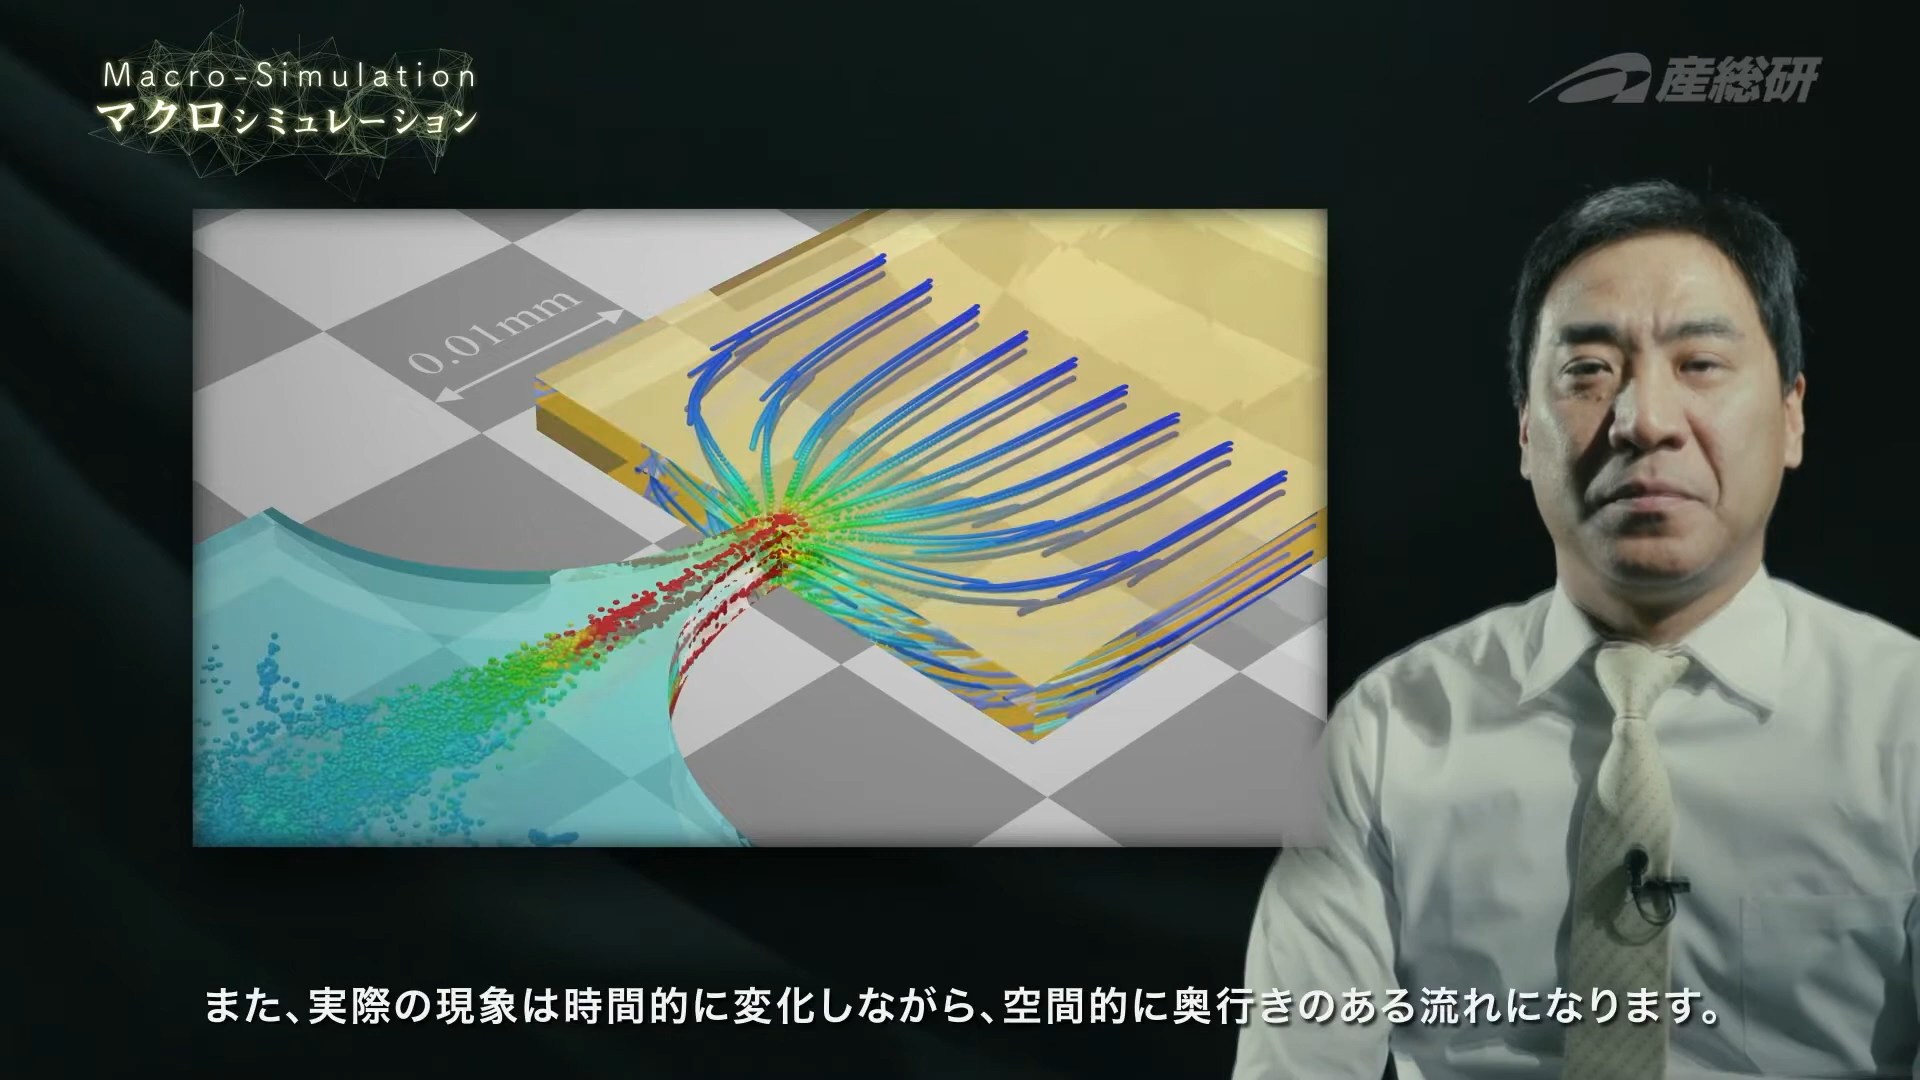 Macro-Simulation
マクロシミュレーション
産総研
0.01mm
また、実際の現象は時間的に変化しながら、空間的に奥行きのある流れになります。